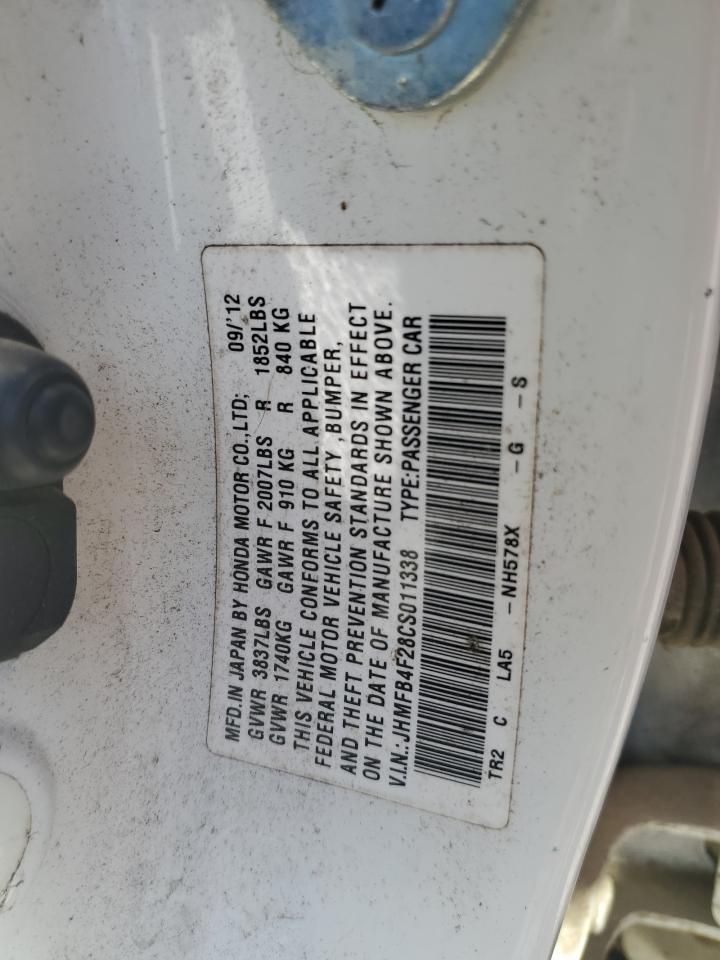 MFD.IN JAPAN BY HONDA MOTOR CO.,LTD; 09/'12
GVWR 3837LBS GAWR F 2007LBS R 1852LBS
GVWR 1740KG GAWR F 910 KG R 840 KG
THIS VEHICLE CONFORMS TO ALL APPLICABLE
FEDERAL MOTOR VEHICLE SAFETY ,BUMPER,
AND THEFT PREVENTION STANDARDS IN EFFECT
ON THE DATE OF MANUFACTURE SHOWN ABOVE.
V.I.N.:JHMFB4F28CS011338 TYPE:PASSENGER CAR
TR2 C LA5 -NH578X -G -S